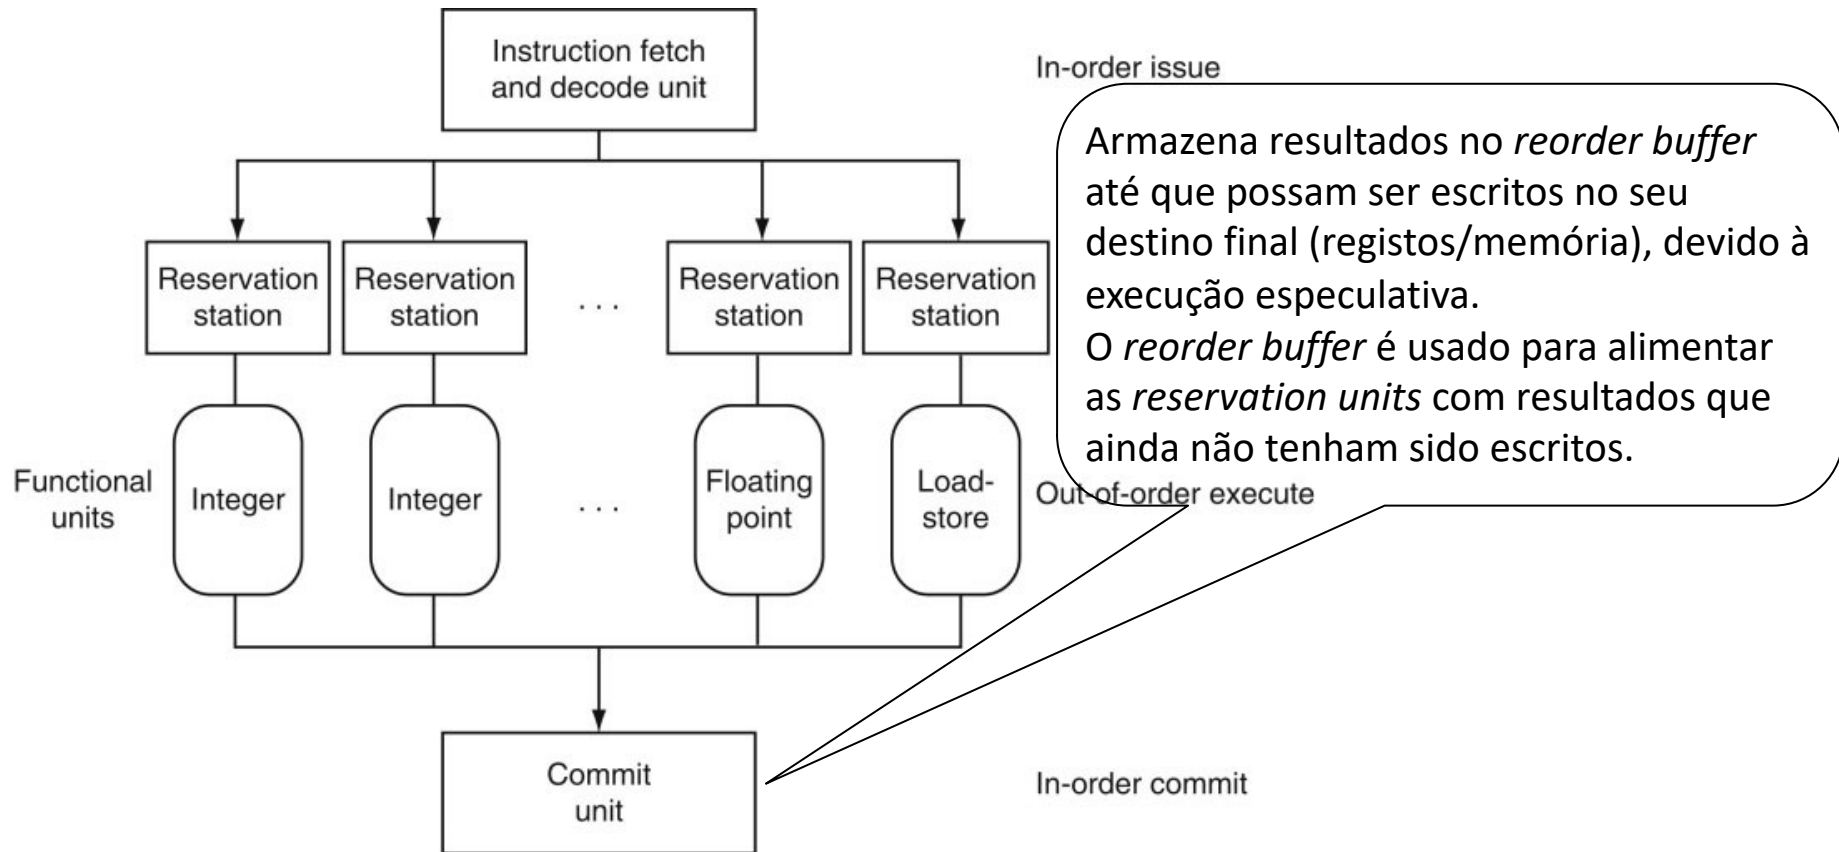 Instruction fetch
and decode unit
In-order issue
Armazena resultados no reorder buffer
até que possam ser escritos no seu
destino final (registos/memória), devido à
execução especulativa.
O reorder buffer é usado para alimentar
as reservation units com resultados que
ainda não tenham sido escritos.
Reservation
station
Reservation
station
. . .
Reservation
station
Reservation
station
Functional
units
Integer
Integer
. . .
Floating
point
Load-
store
Out-of-order execute
Commit
unit
In-order commit